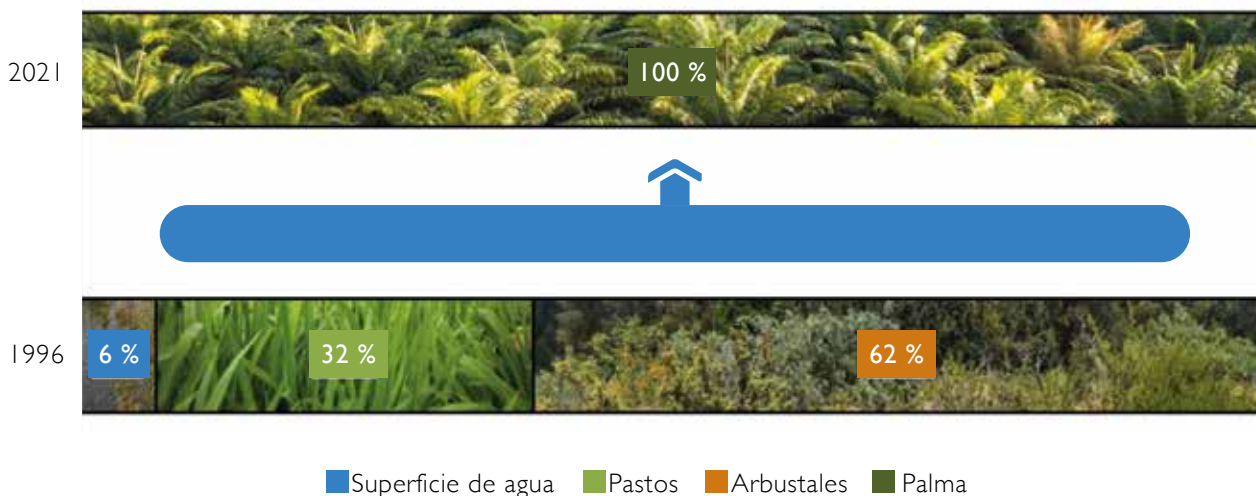 2021
100 %
1996
6 %
32 %
62 %
Superficie de agua
Pastos
Arbustales
Palma